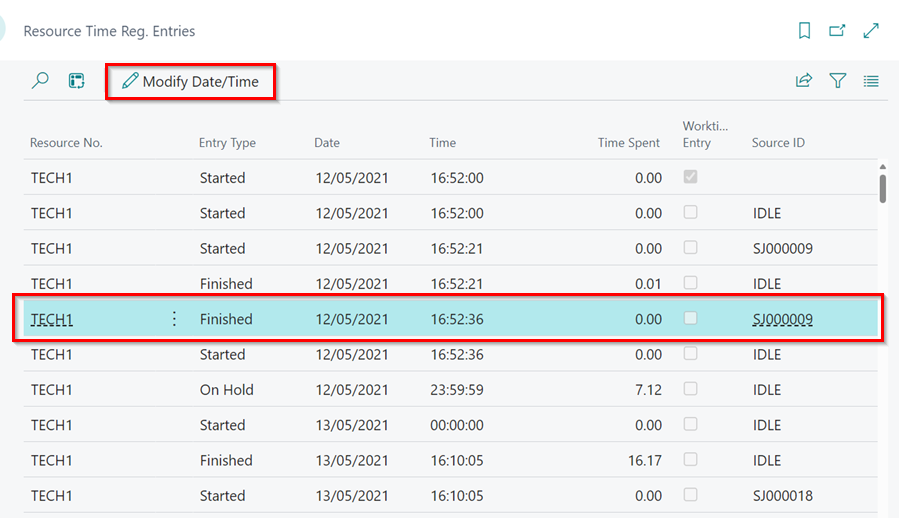 Resource Time Reg. Entries
Modify Date/Time
Workti...
Resource No. Entry Type Date Time Time Spent Entry Source ID
TECH1 Started 12/05/2021 16:52:00 0.00
TECH1 Started 12/05/2021 16:52:00 0.00 IDLE
TECH1 Started 12/05/2021 16:52:21 0.00 SJ000009
TECH1 Finished 12/05/2021 16:52:21 0.01 IDLE
TECH1 Finished 12/05/2021 16:52:36 0.00 SJ000009
TECH1 Started 12/05/2021 16:52:36 0.00 IDLE
TECH1 On Hold 12/05/2021 23:59:59 7.12 IDLE
TECH1 Started 13/05/2021 00:00:00 0.00 IDLE
TECH1 Finished 13/05/2021 16:10:05 16.17 IDLE
TECH1 Started 13/05/2021 16:10:05 0.00 SJ000018